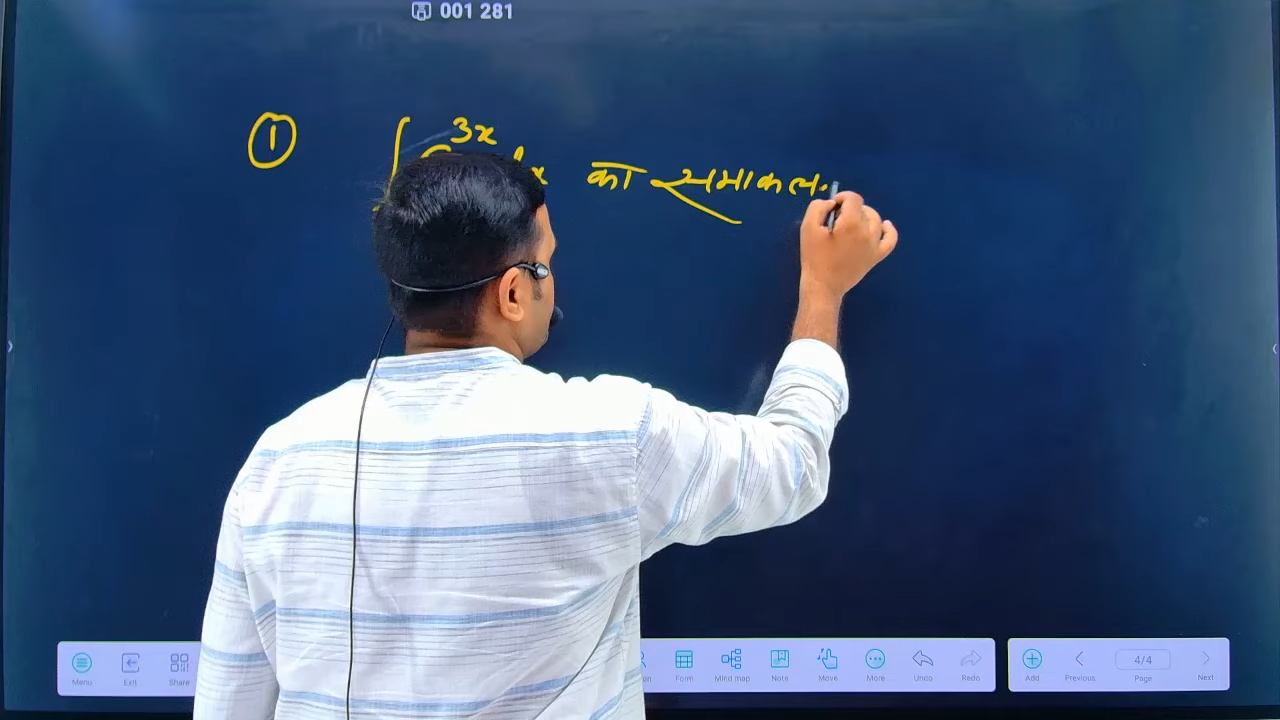 001 281
① ∫ 3x dx का समाकल
Menu Exit Share Form Mind map Note Move More Undo Redo Add Previous 4/4 Page Next